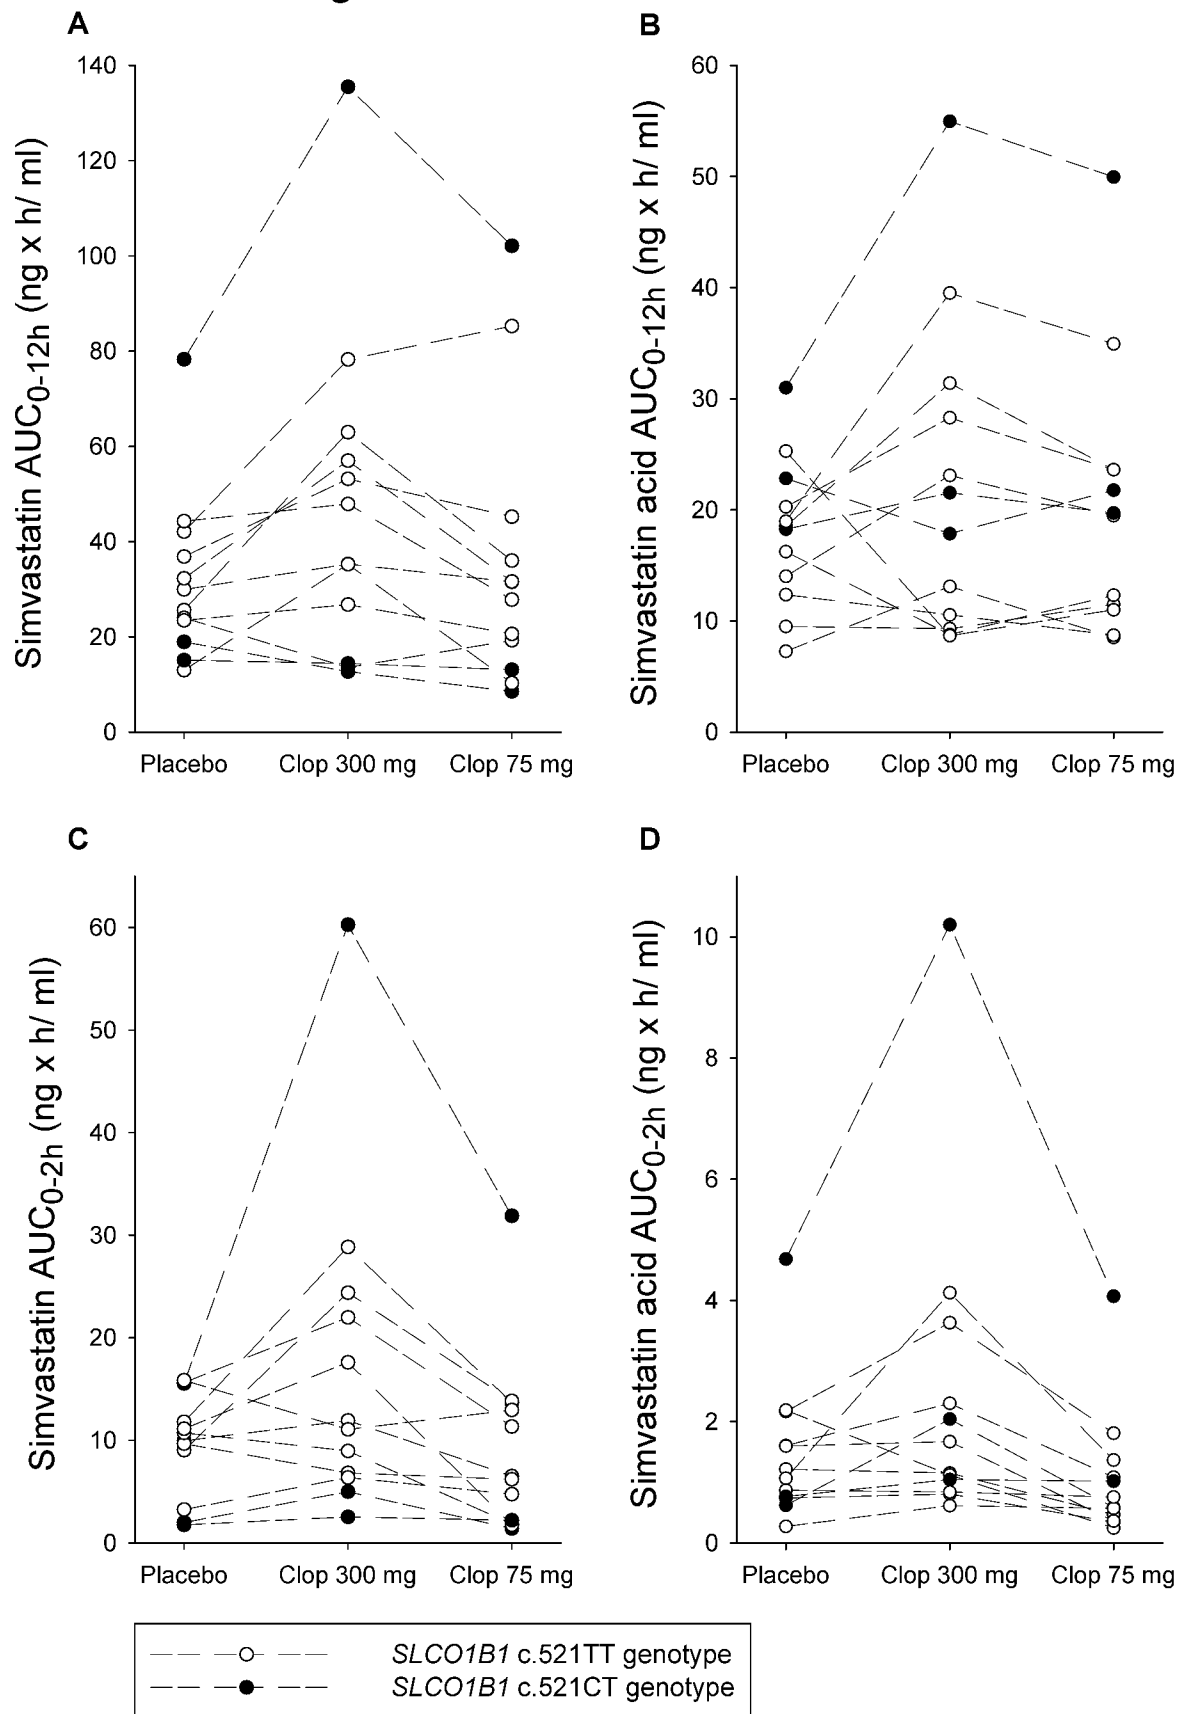 g
A
B
Simvastatin AUC0-12h (ng x h/ ml)
140
120
100
80
60
40
20
0
Placebo Clop 300 mg Clop 75 mg
Simvastatin acid AUC0-12h (ng x h/ ml)
60
50
40
30
20
10
0
Placebo Clop 300 mg Clop 75 mg
C
D
Simvastatin AUC0-2h (ng x h/ ml)
60
50
40
30
20
10
0
Placebo Clop 300 mg Clop 75 mg
Simvastatin acid AUC0-2h (ng x h/ ml)
10
8
6
4
2
0
Placebo Clop 300 mg Clop 75 mg
SLCO1B1 c.521TT genotype
SLCO1B1 c.521CT genotype